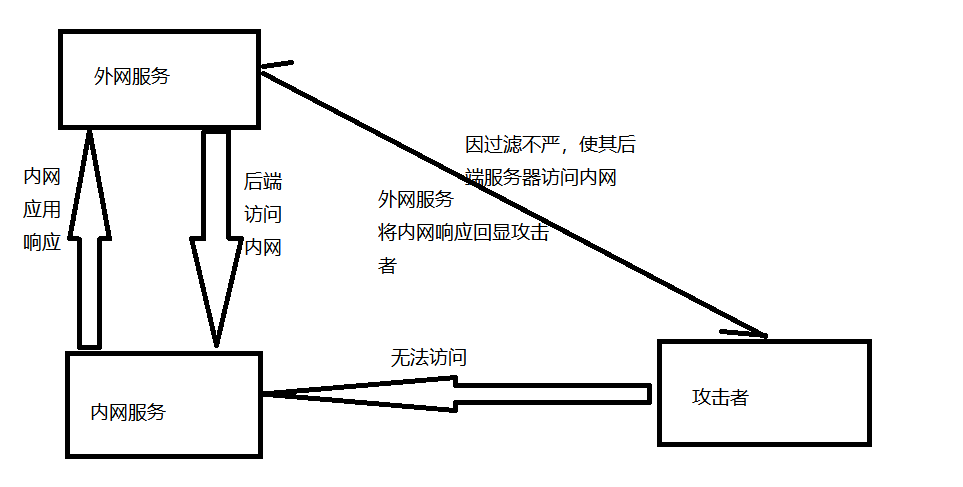 外网服务
因过滤不严，使其后
端服务器访问内网
内网
应用
响应
后端
访问
内网
外网服务
将内网响应回显攻击
者
无法访问
内网服务
攻击者